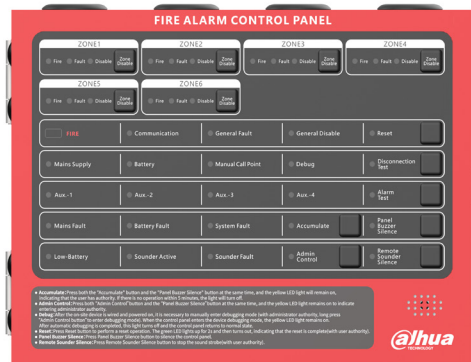 FIRE ALARM CONTROL PANEL
ZONE1 ZONE2 ZONE3 ZONE4
Fire Fault Disable Zone Disable Fire Fault Disable Zone Disable Fire Fault Disable Zone Disable Fire Fault Disable Zone Disable
ZONE5 ZONE6
Fire Fault Disable Zone Disable Fire Fault Disable Zone Disable
FIRE Communication General Fault General Disable Reset
Mains Supply Battery Manual Call Point Debug Disconnection Test
Aux.-1 Aux.-2 Aux.-3 Aux.-4 Alarm Test
Mains Fault Battery Fault System Fault Accumulate Panel Buzzer Silence
Low-Battery Sounder Active Sounder Fault Admin Control Remote Sounder Silence
● Accumulate: Press both the "Accumulate" button and the "Panel Buzzer Silence" button at the same time, and the yellow LED light will remain on,
indicating that the user has authority. If there is no operation within 5 minutes, the light will turn off.
● Admin Control: Press both "Admin Control" button and the "Panel Buzzer Silence" button at the same time, and the yellow LED light remains on to indicate
entering administrator authority.
● Debug: After the on-site device is wired and powered on, it is necessary to manually enter debugging mode (with administrator authority, long press
"Admin Control" button to enter debugging mode). When the control panel enters the device debugging mode, the yellow LED light remains on.
After automatic debugging is completed, this light turns off and the control panel returns to normal state.
● Reset: Press Reset button to perform a reset operation. The green LED lights up for 2s and then turns out, indicating that the reset is completed(with user authority).
● Panel Buzzer Silence: Press Panel Buzzer Silence button to silence the control panel.
● Remote Sounder Silence: Press Remote Sounder Silence button to stop the sound strobe(with user authority).
alhua
TECHNOLOGY